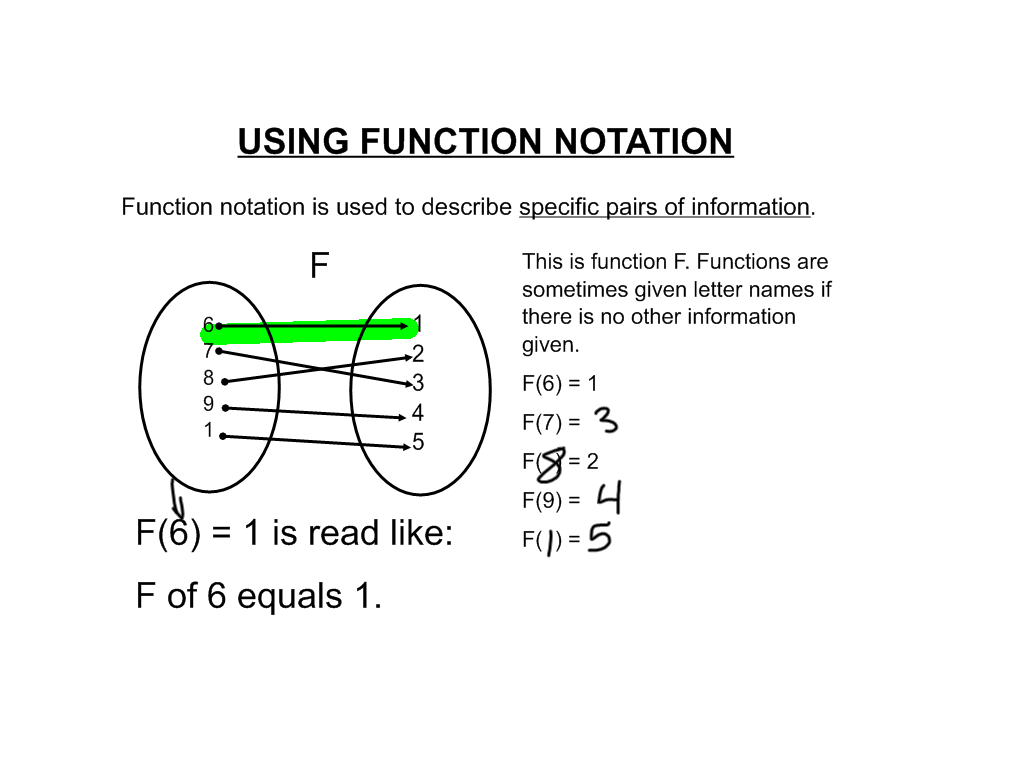 USING FUNCTION NOTATION
Function notation is used to describe specific pairs of information.
F
6
7
8
9
1
1
2
3
4
5
This is function F. Functions are
sometimes given letter names if
there is no other information
given.
F(6) = 1
F(7) = 3
F(8) = 2
F(9) = 4
F(1) = 5
F(6) = 1 is read like:
F of 6 equals 1.